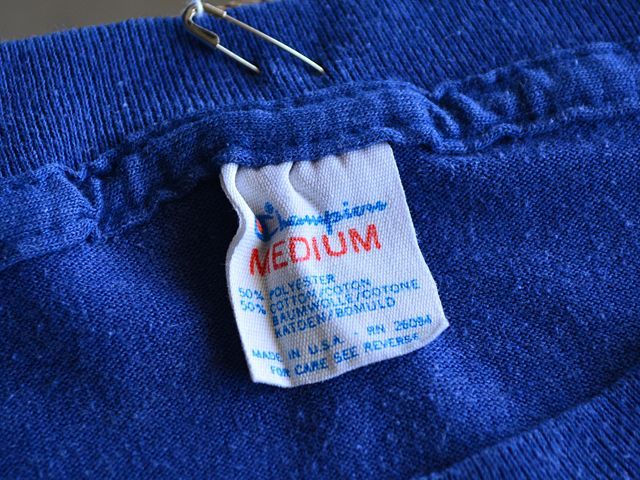 Champion
MEDIUM
50% POLYESTER
50% COTTON/COTON
BAUMWOLLE/COTONE
KATOEN/BOMULD
MADE IN U.S.A. · RN 26094
FOR CARE SEE REVERSE